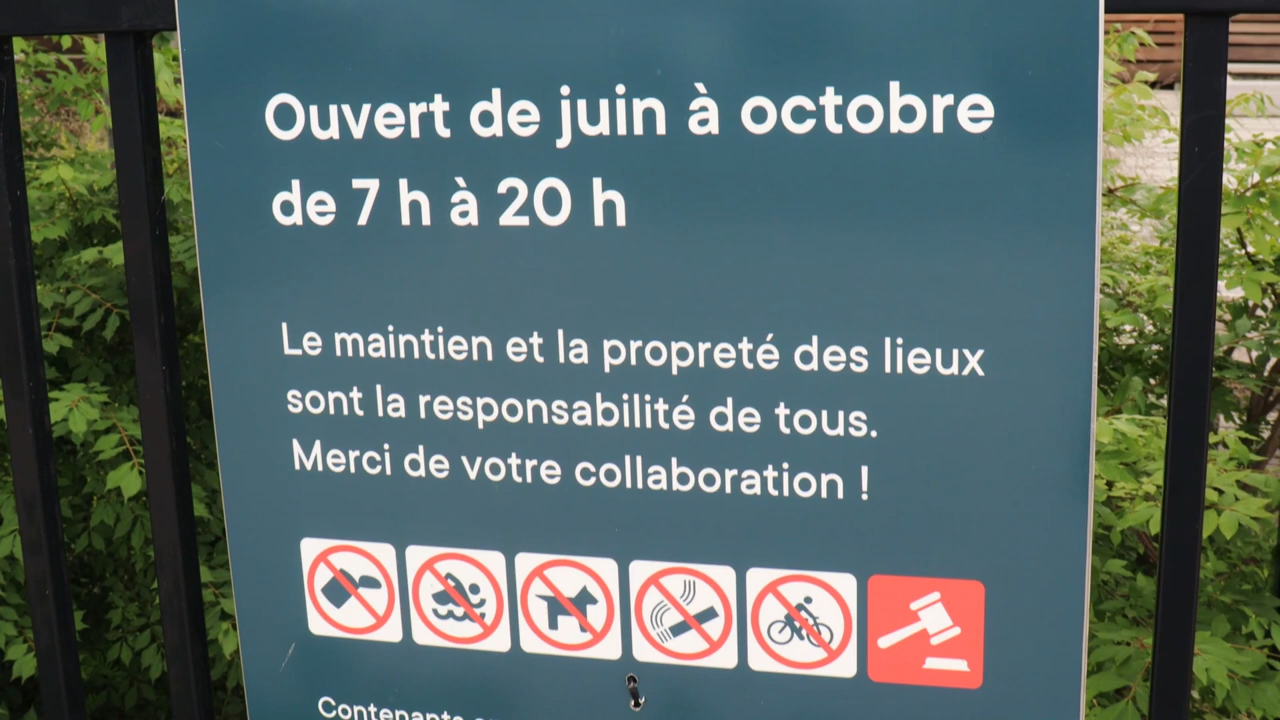 Ouvert de juin à octobre
de 7 h à 20 h
Le maintien et la propreté des lieux
sont la responsabilité de tous.
Merci de votre collaboration !
Contenants